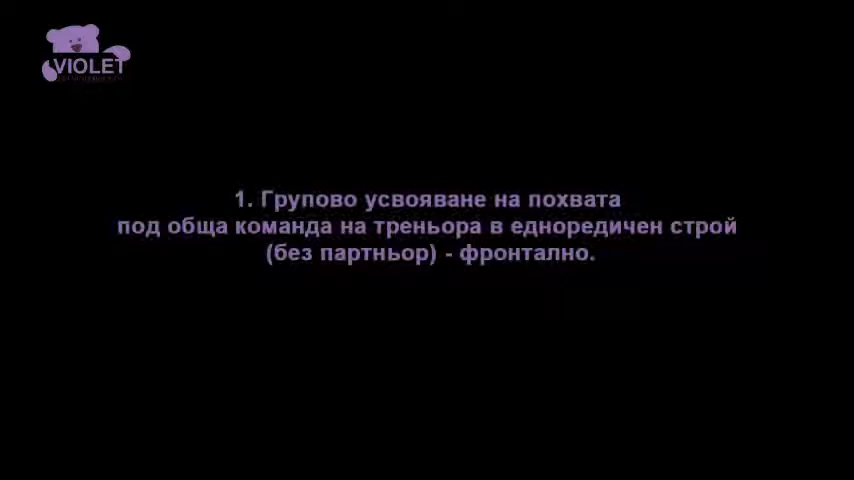 VIOLET
1. Групово усвояване на похвата
под обща команда на треньора в едноредичен строй
(без партньор) - фронтално.